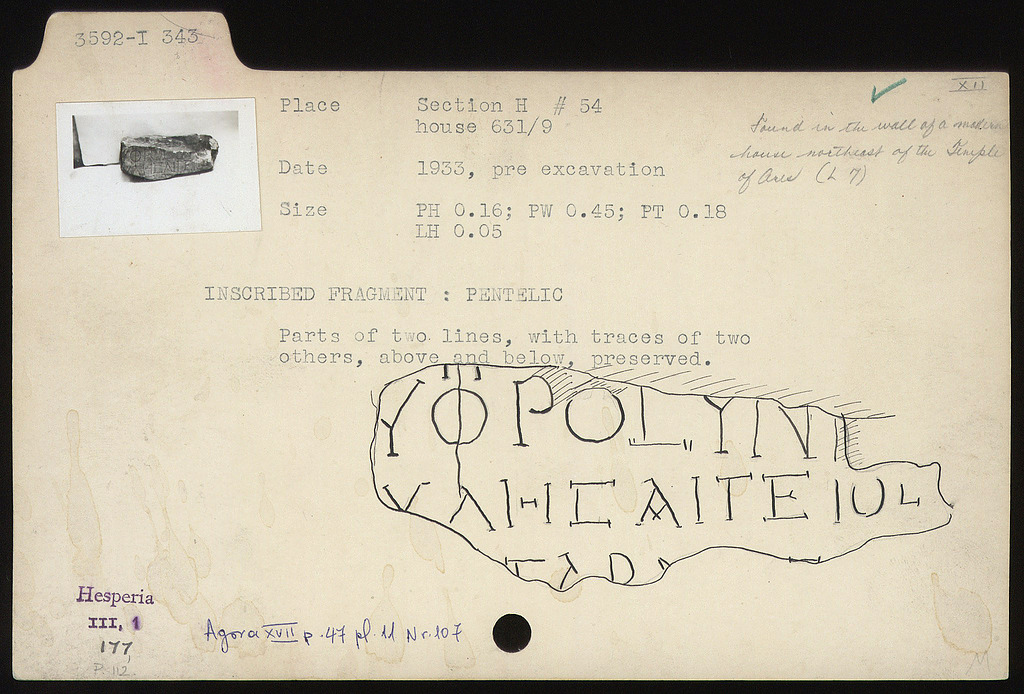 3592-I 343
XII
Place Section H # 54
house 631/9
Found in the wall of a modern
house northeast of the Temple
of Ares (L 7)
Date 1933, pre excavation
Size PH 0.16; PW 0.45; PT 0.18
LH 0.05
INSCRIBED FRAGMENT : PENTELIC
Parts of two lines, with traces of two
others, above and below, preserved.
ΥΦΡΟΣΥΝ
ΛΗΣΑΙΓΕΙΟ
Hesperia
III, 1
177,
P. 112
Agora XVII p. 47 pl. 11 Nr. 107
M